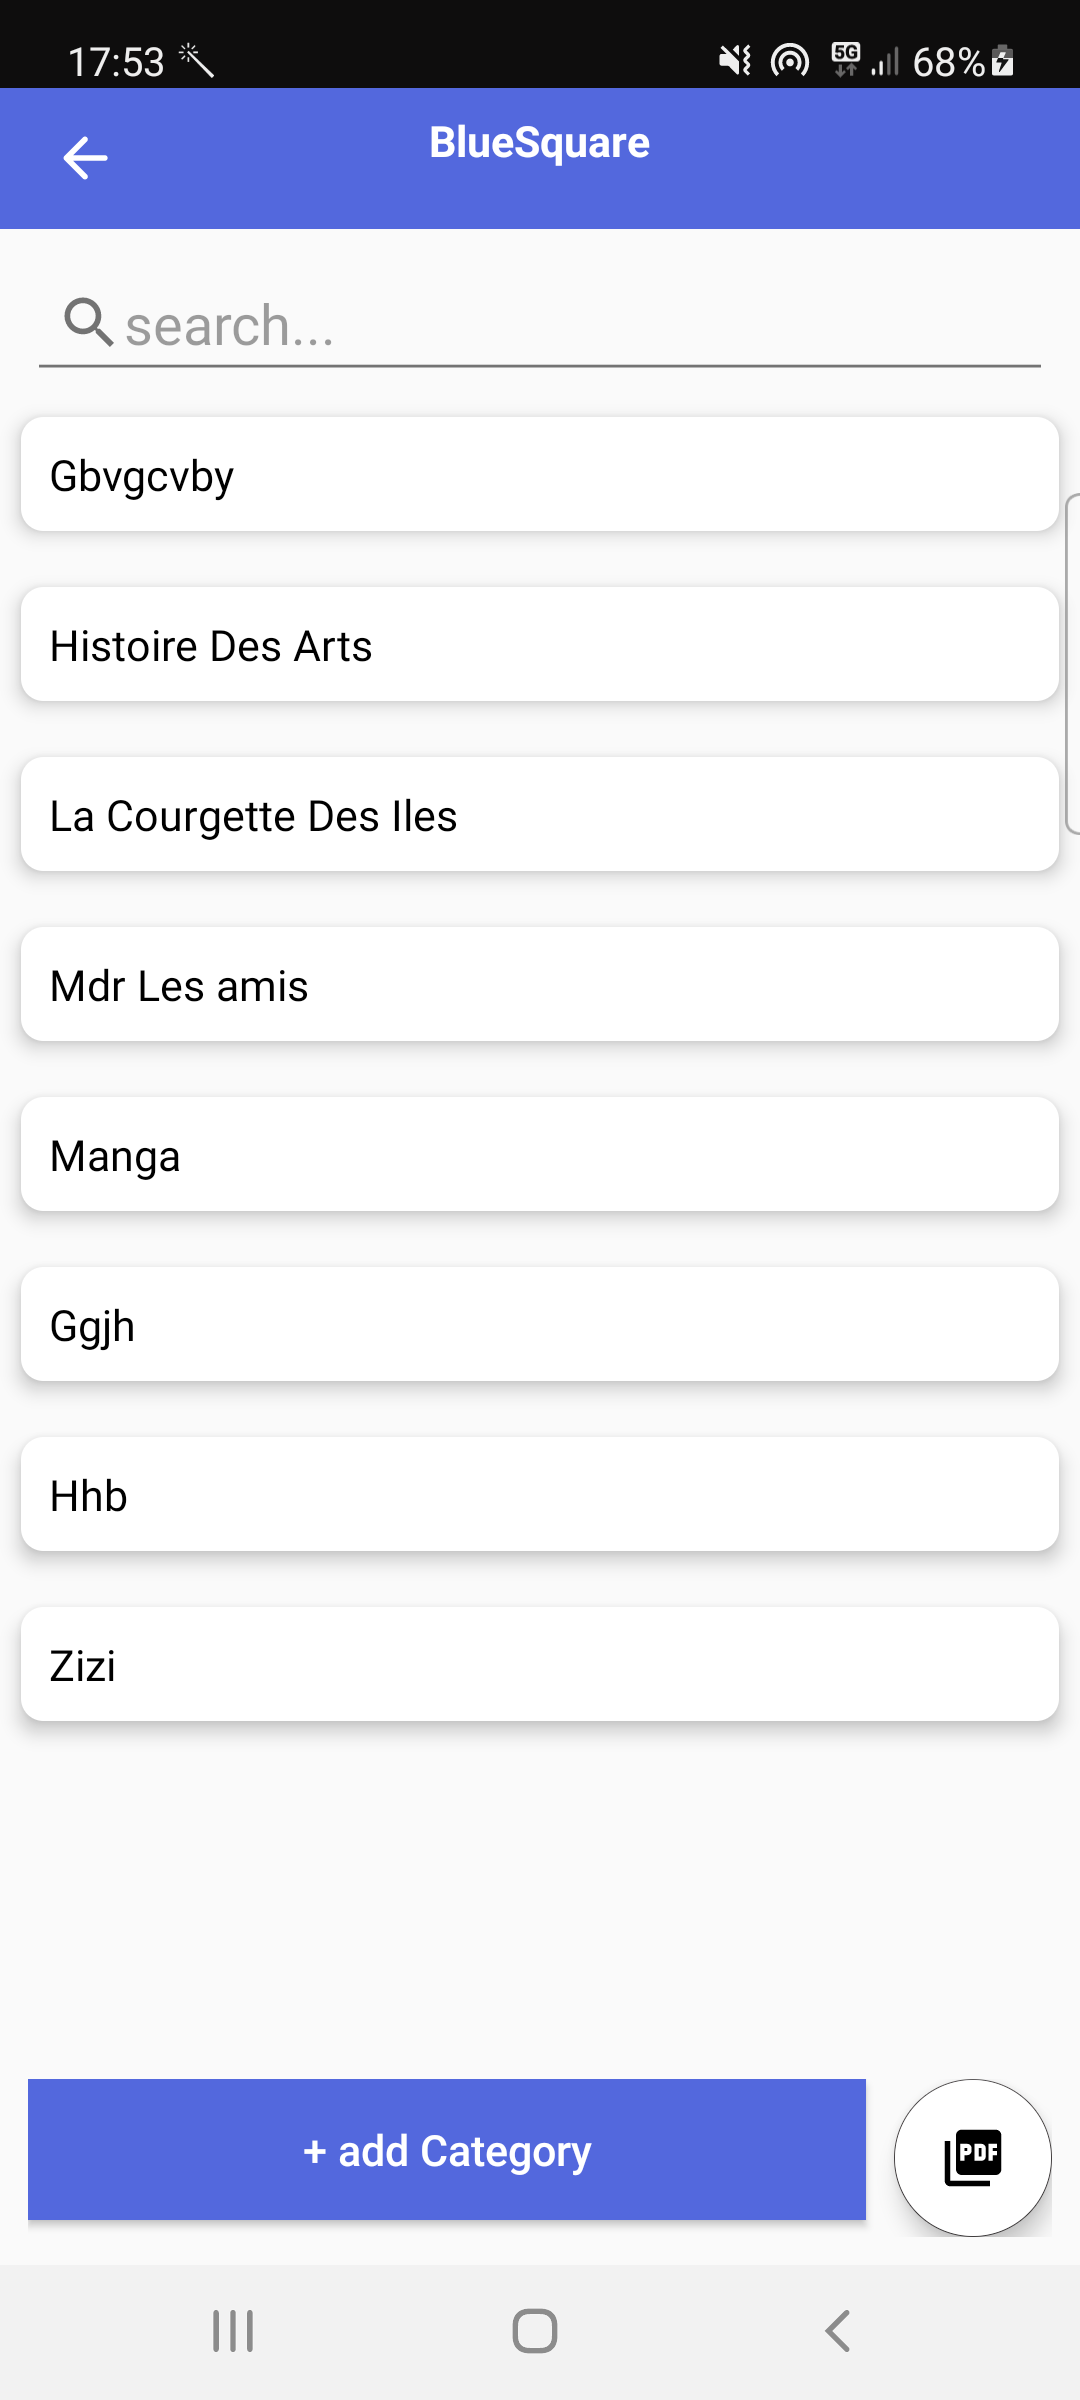 17:53
5G
68%
BlueSquare
search...
Gbvgcvby
Histoire Des Arts
La Courgette Des Iles
Mdr Les amis
Manga
Ggjh
Hhb
Zizi
+ add Category
PDF